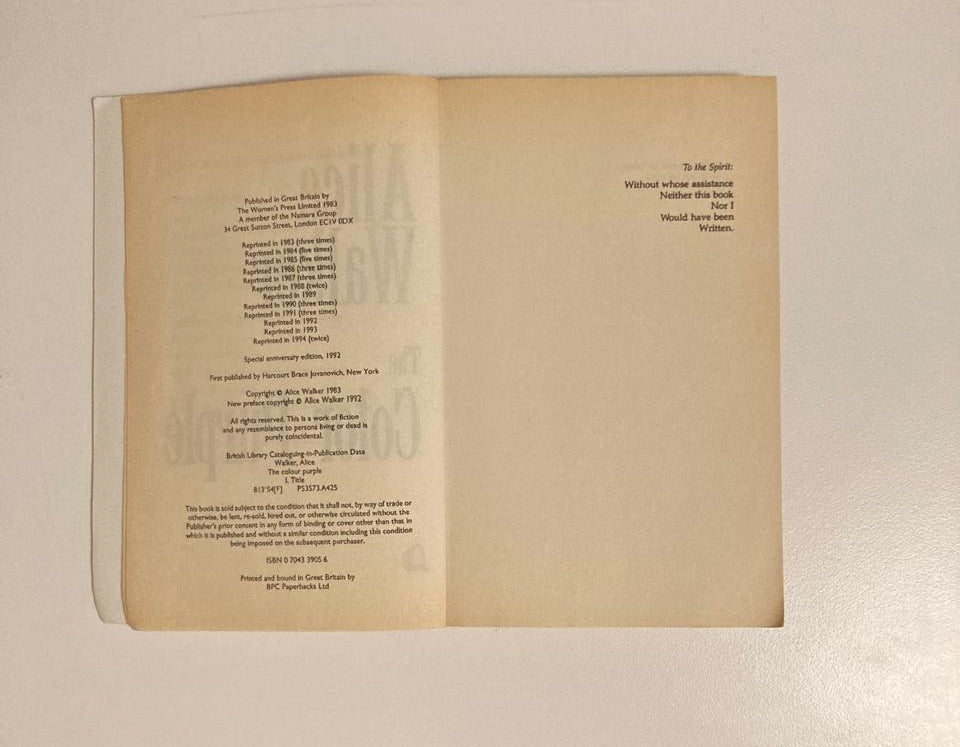 Published in Great Britain by
The Women's Press Limited 1983
A member of the Namara Group
34 Great Sutton Street, London EC1V 0DX
Reprinted in 1983 (three times)
Reprinted in 1984 (five times)
Reprinted in 1985 (five times)
Reprinted in 1986 (three times)
Reprinted in 1987 (three times)
Reprinted in 1988 (twice)
Reprinted in 1989
Reprinted in 1990 (three times)
Reprinted in 1991 (three times)
Reprinted in 1992
Reprinted in 1993
Reprinted in 1994 (twice)
Special anniversary edition, 1992
First published by Harcourt Brace Jovanovich, New York
Copyright © Alice Walker 1983
New preface copyright © Alice Walker 1992
All rights reserved. This is a work of fiction
and any resemblance to persons living or dead is
purely coincidental.
British Library Cataloguing-in-Publication Data
Walker, Alice
The colour purple
I. Title
813'54[F] PS3573.A425
This book is sold subject to the condition that it shall not, by way of trade or
otherwise, be lent, re-sold, hired out, or otherwise circulated without the
Publisher's prior consent in any form of binding or cover other than that in
which it is published and without a similar condition including this condition
being imposed on the subsequent purchaser.
ISBN 0 7043 3905 6
Printed and bound in Great Britain by
BPC Paperbacks Ltd
To the Spirit:
Without whose assistance
Neither this book
Nor I
Would have been
Written.